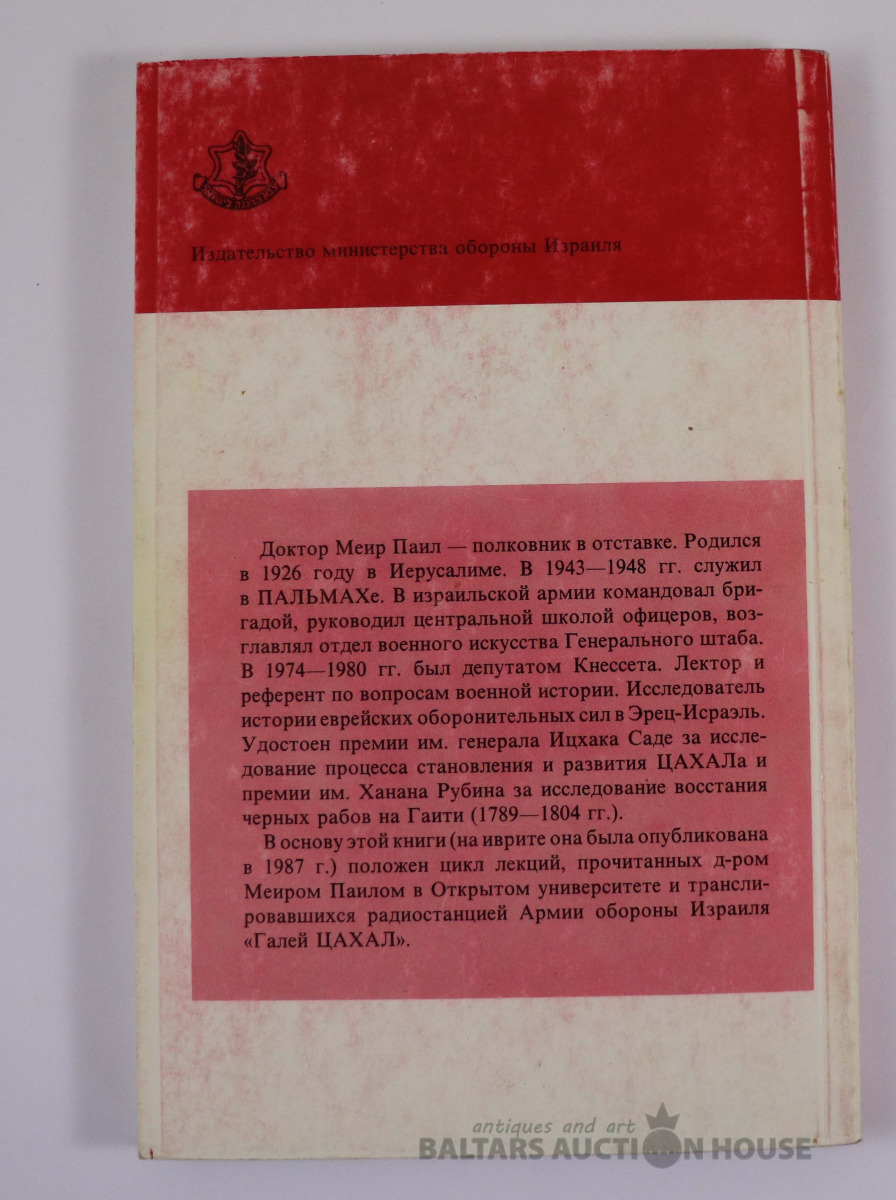 צבא הגנה לישראל
Издательство министерства обороны Израиля
Доктор Меир Паил — полковник в отставке. Родился
в 1926 году в Иерусалиме. В 1943—1948 гг. служил
в ПАЛЬМАХе. В израильской армии командовал бри-
гадой, руководил центральной школой офицеров, воз-
главлял отдел военного искусства Генерального штаба.
В 1974—1980 гг. был депутатом Кнессета. Лектор и
референт по вопросам военной истории. Исследователь
истории еврейских оборонительных сил в Эрец-Исраэль.
Удостоен премии им. генерала Ицхака Саде за иссле-
дование процесса становления и развития ЦАХАЛа и
премии им. Ханана Рубина за исследование восстания
черных рабов на Гаити (1789—1804 гг.).
В основу этой книги (на иврите она была опубликована
в 1987 г.) положен цикл лекций, прочитанных д-ром
Меиром Паилом в Открытом университете и трансли-
ровавшихся радиостанцией Армии обороны Израиля
«Галей ЦАХАЛ».
antiques and art
BALTARS AUCTION HOUSE